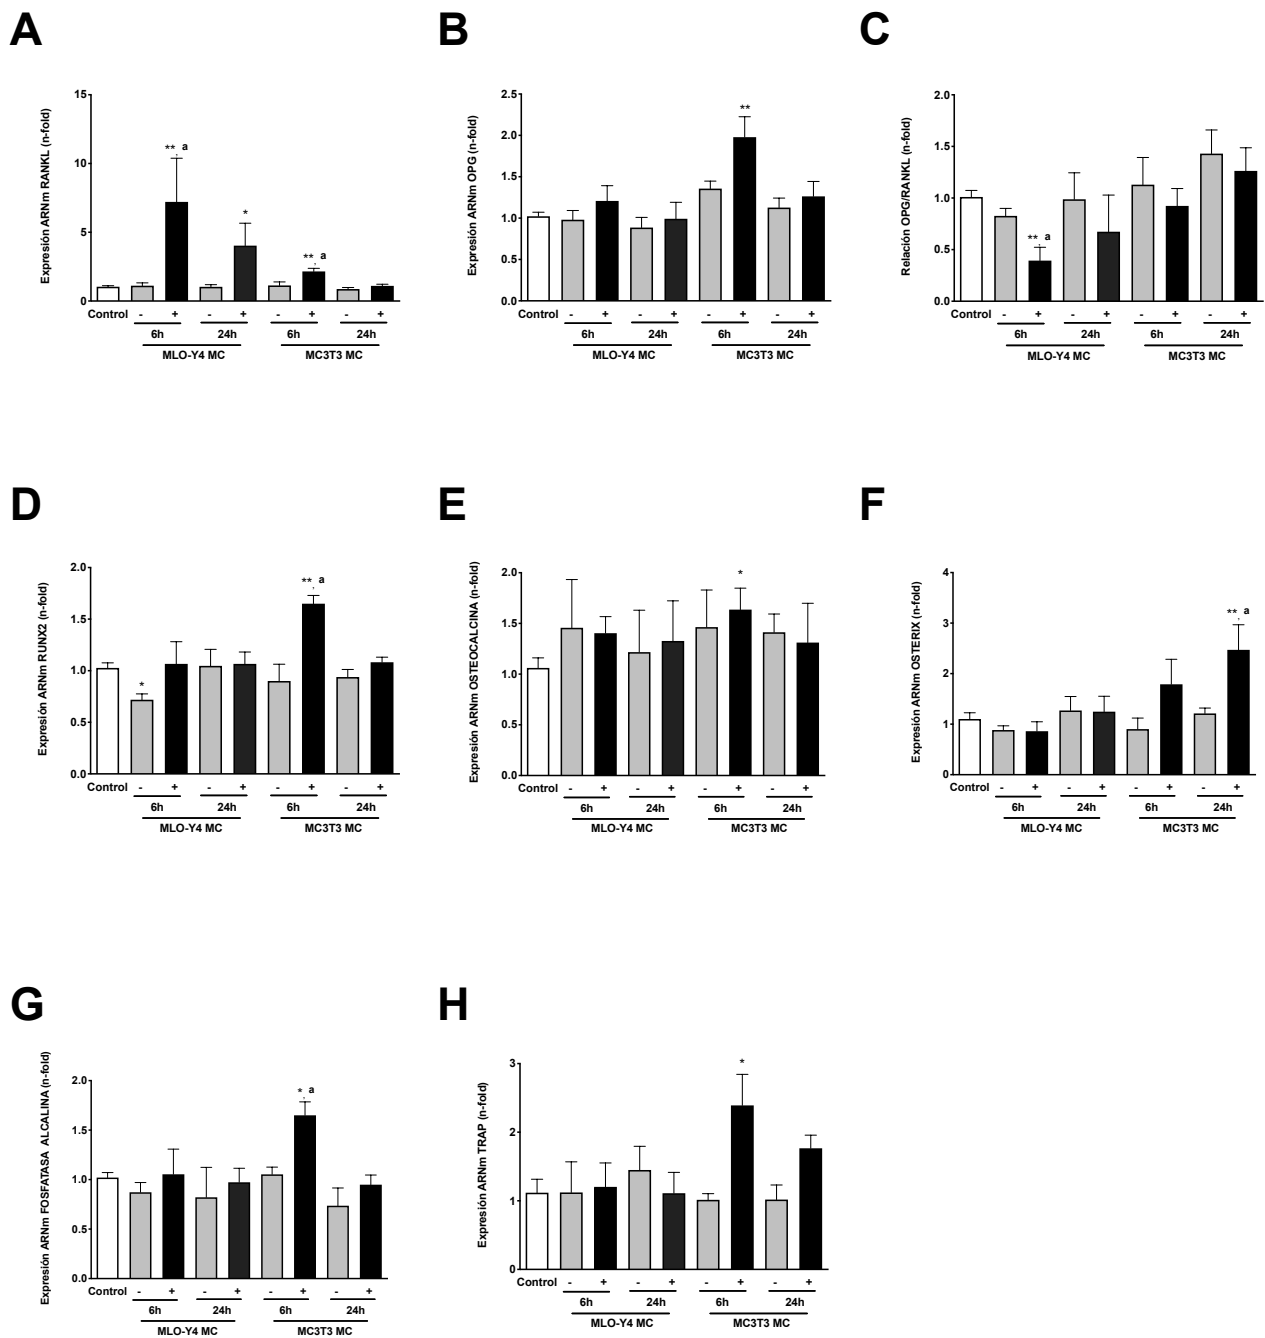 A
Expresión ARNm RANKL (n-fold)
15
10
5
0
** , a
*
** , a
Control - + - + - + - +
6h 24h 6h 24h
MLO-Y4 MC MC3T3 MC
B
Expresión ARNm OPG (n-fold)
2.5
2.0
1.5
1.0
0.5
0.0
**
Control - + - + - + - +
6h 24h 6h 24h
MLO-Y4 MC MC3T3 MC
C
Relación OPG/RANKL (n-fold)
2.0
1.5
1.0
0.5
0.0
** , a
Control - + - + - + - +
6h 24h 6h 24h
MLO-Y4 MC MC3T3 MC
D
Expresión ARNm RUNX2 (n-fold)
2.0
1.5
1.0
0.5
0.0
*
** , a
Control - + - + - + - +
6h 24h 6h 24h
MLO-Y4 MC MC3T3 MC
E
Expresión ARNm OSTEOCALCINA (n-fold)
2.0
1.5
1.0
0.5
0.0
*
Control - + - + - + - +
6h 24h 6h 24h
MLO-Y4 MC MC3T3 MC
F
Expresión ARNm OSTERIX (n-fold)
4
3
2
1
0
** , a
Control - + - + - + - +
6h 24h 6h 24h
MLO-Y4 MC MC3T3 MC
G
Expresión ARNm FOSFATASA ALCALINA (n-fold)
2.0
1.5
1.0
0.5
0.0
* , a
Control - + - + - + - +
6h 24h 6h 24h
MLO-Y4 MC MC3T3 MC
H
Expresión ARNm TRAP (n-fold)
3
2
1
0
*
Control - + - + - + - +
6h 24h 6h 24h
MLO-Y4 MC MC3T3 MC